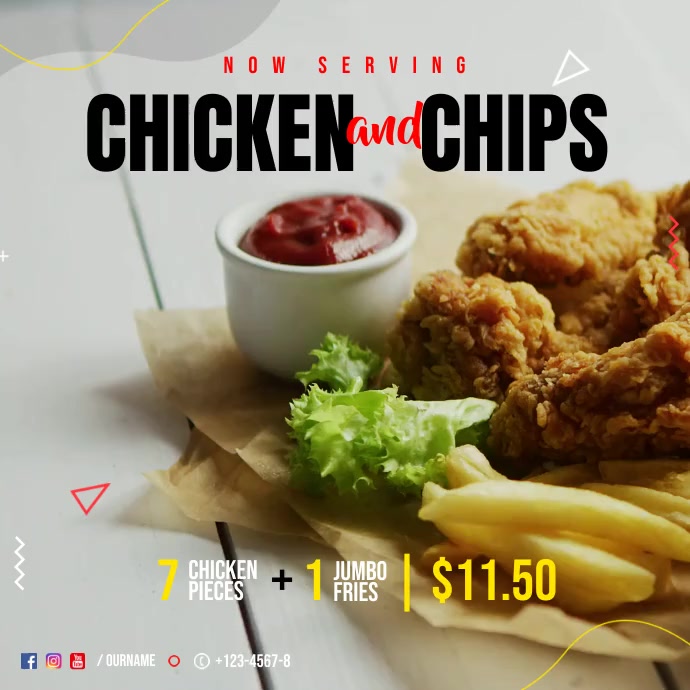 NOW SERVING
CHICKEN and CHIPS
7 CHICKEN PIECES + 1 JUMBO FRIES | $11.50
/OURNAME +123-4567-8